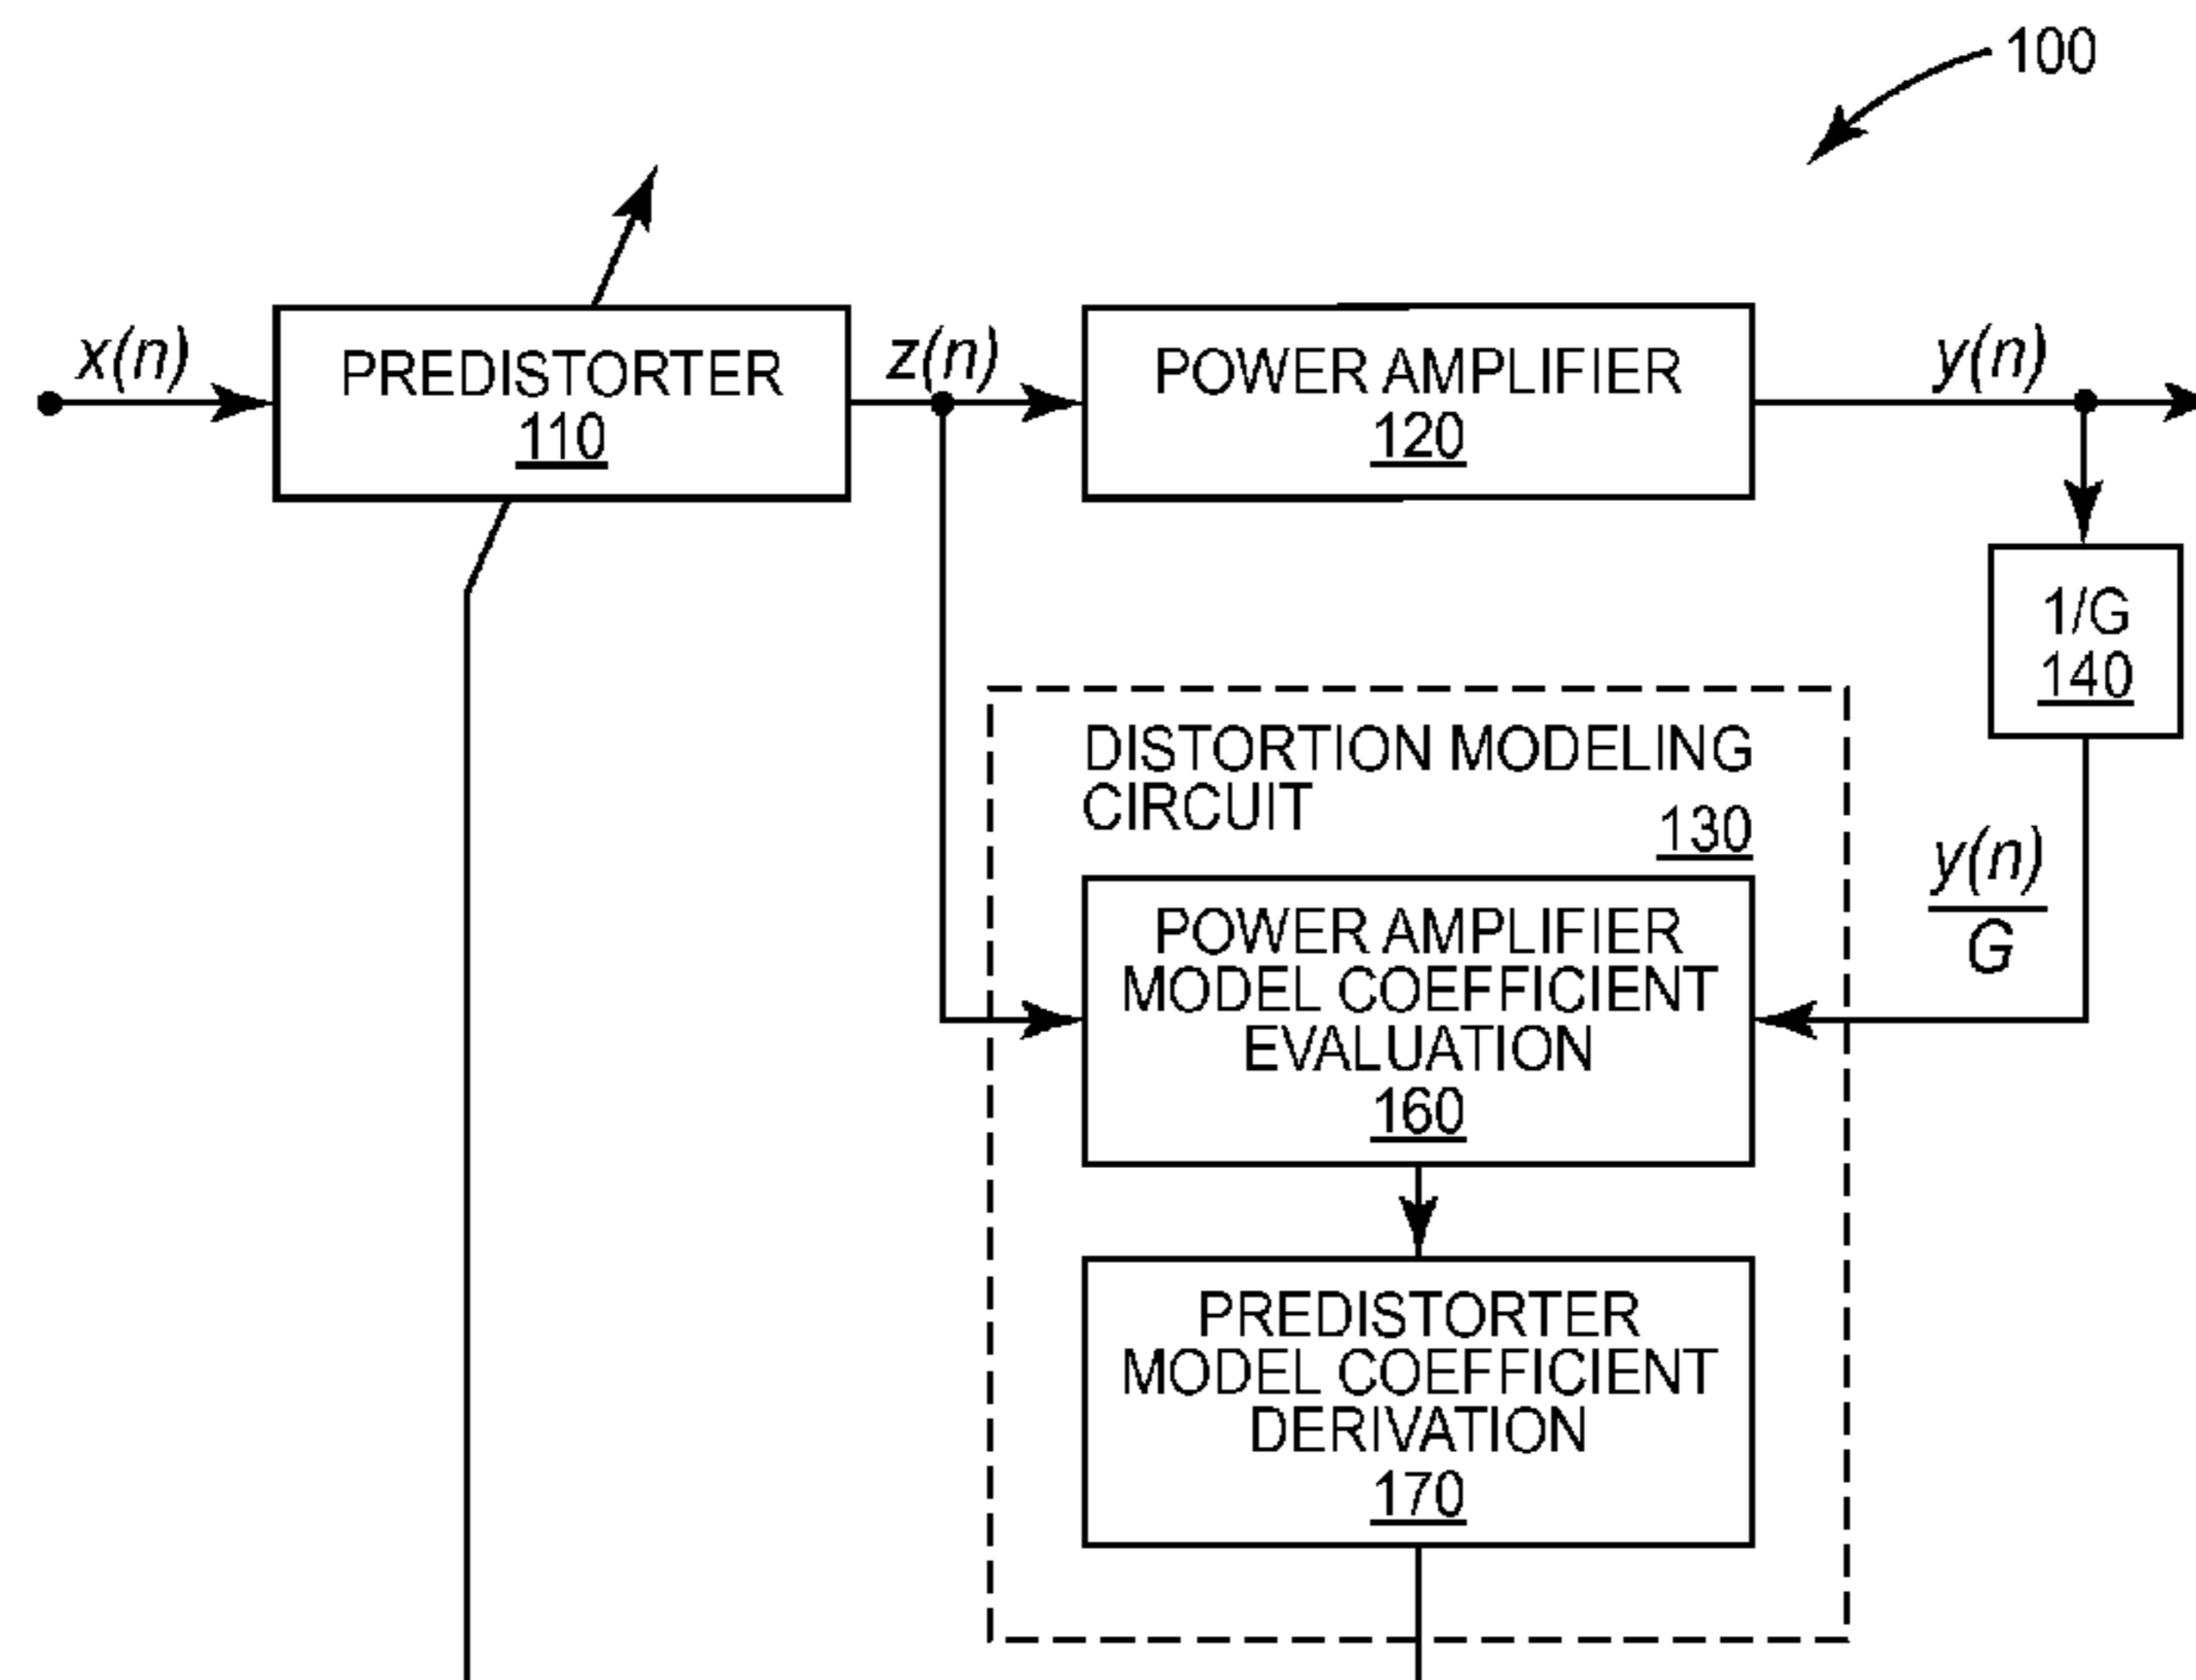 100
x(n)
PREDISTORTER
110
z(n)
POWER AMPLIFIER
120
y(n)
1/G
140
DISTORTION MODELING
CIRCUIT
130
y(n)
G
POWER AMPLIFIER
MODEL COEFFICIENT
EVALUATION
160
PREDISTORTER
MODEL COEFFICIENT
DERIVATION
170